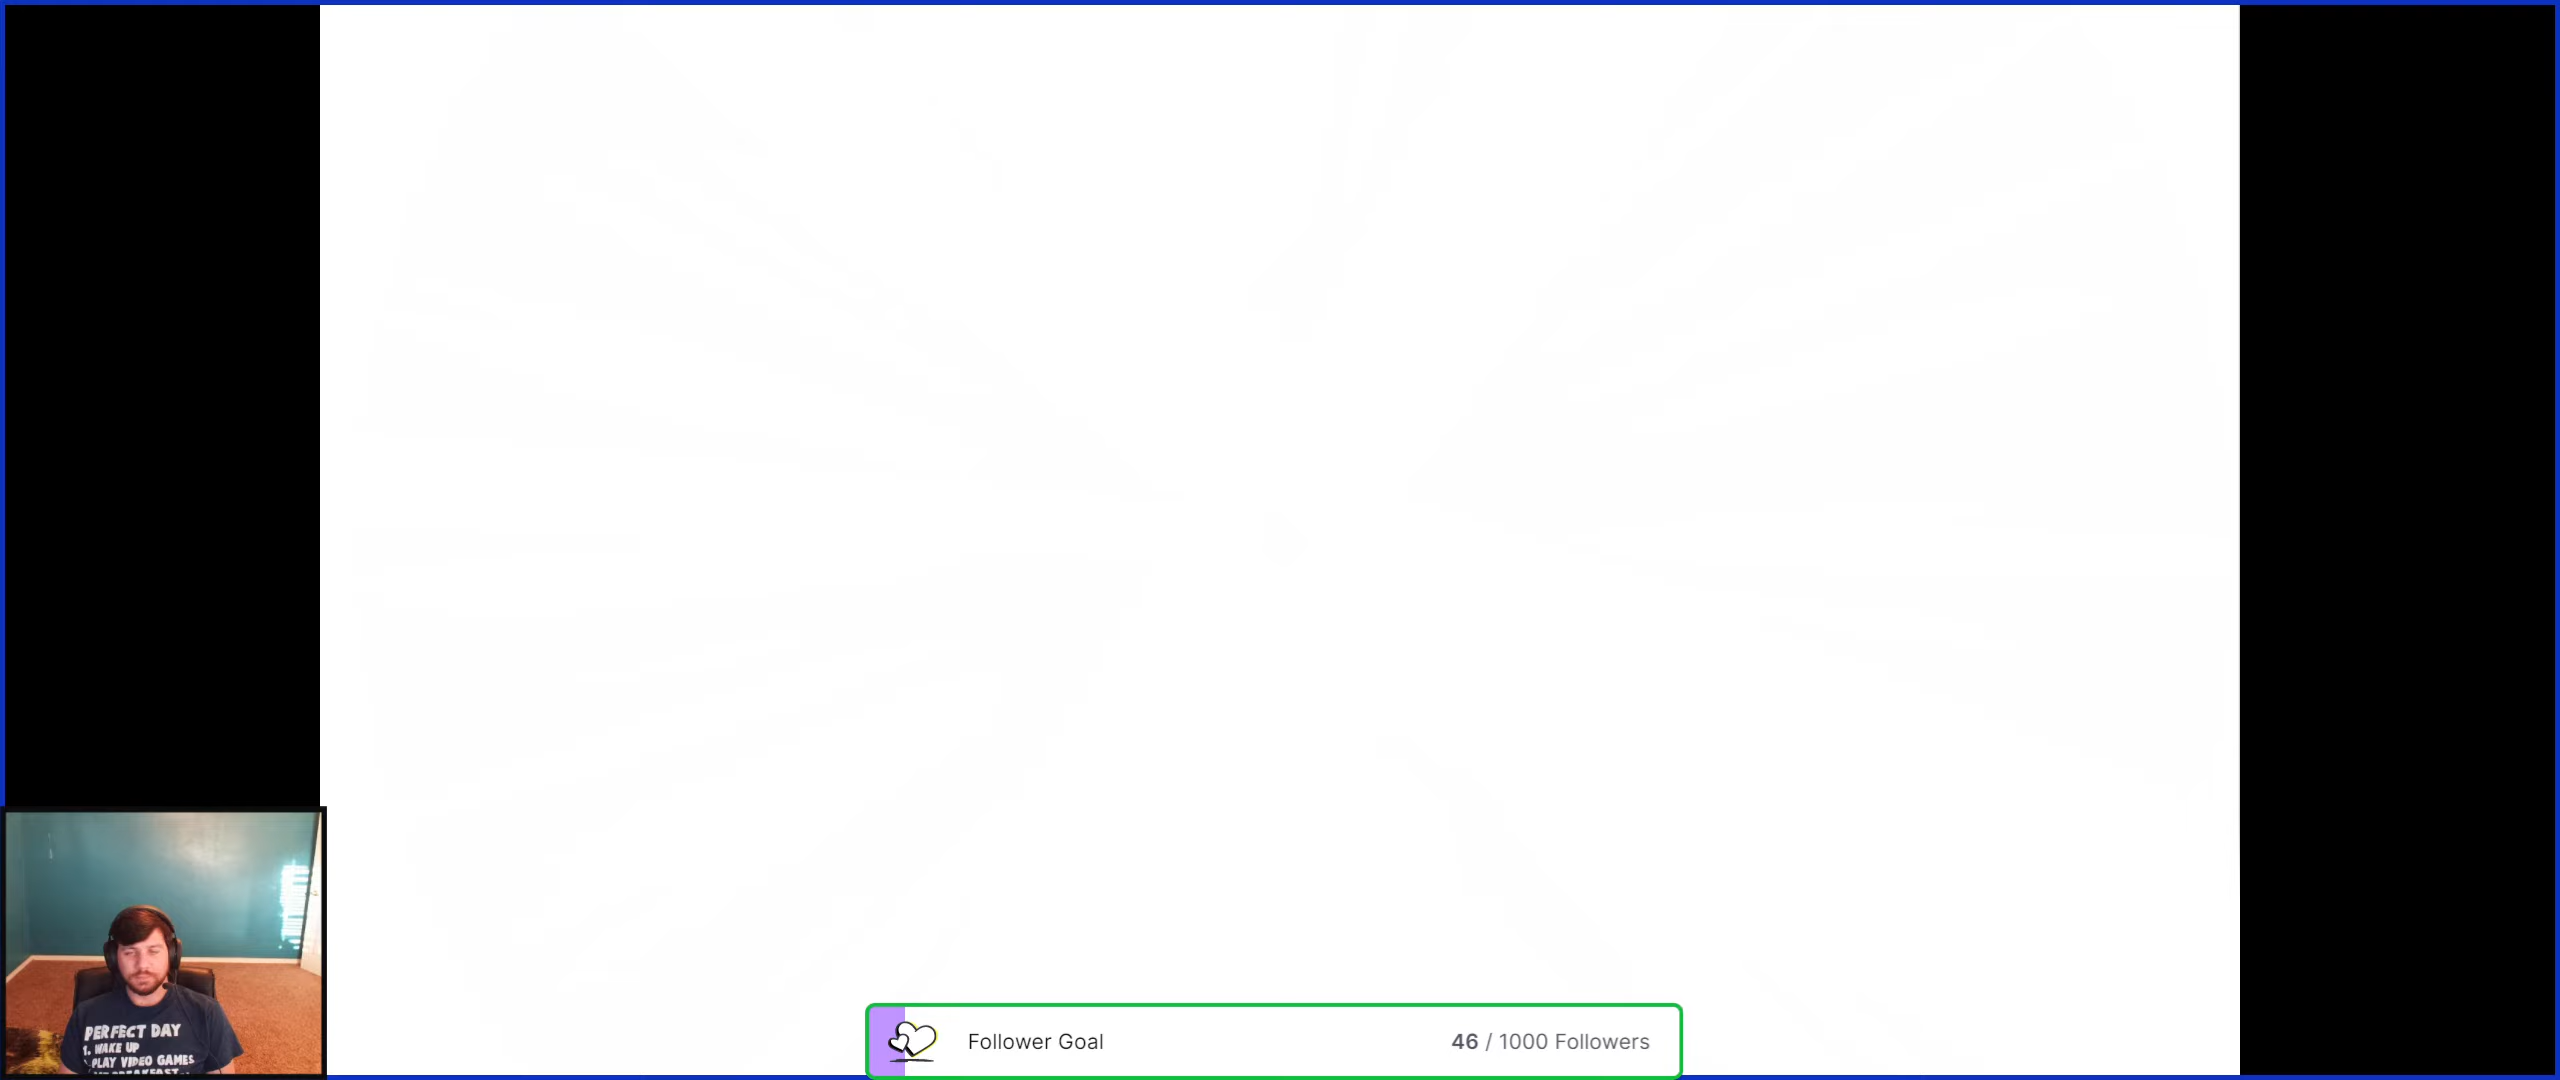 PERFECT DAY
1. WAKE UP
PLAY VIDEO GAMES
Follower Goal 46 / 1000 Followers